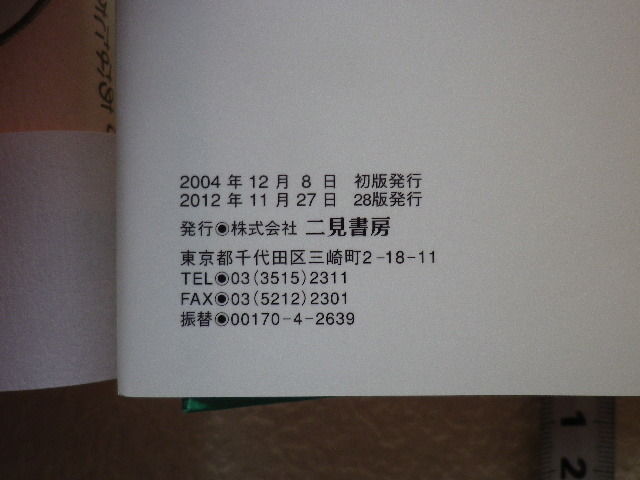 2004 年 12 月 8 日 初版発行
2012 年 11 月 27 日 28版発行
発行◉株式会社 二見書房
東京都千代田区三崎町2-18-11
TEL◉03(3515)2311
FAX◉03(5212)2301
振替◉00170-4-2639
1
2